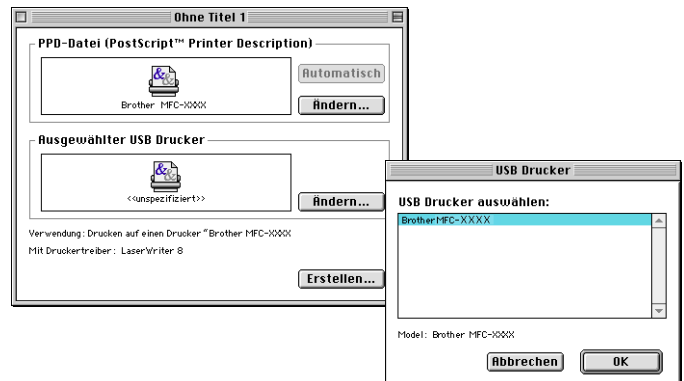 Ohne Titel 1
PPD-Datei (PostScript™ Printer Description)
Brother MFC-XXXX
Automatisch
Ändern...
Ausgewählter USB Drucker
<<unspezifiziert>>
Ändern...
Verwendung: Drucken auf einen Drucker "Brother MFC-XXXX
Mit Druckertreiber: LaserWriter 8
Erstellen...
USB Drucker
USB Drucker auswählen:
Brother MFC-XXXX
Model: Brother MFC-XXXX
Abbrechen
OK